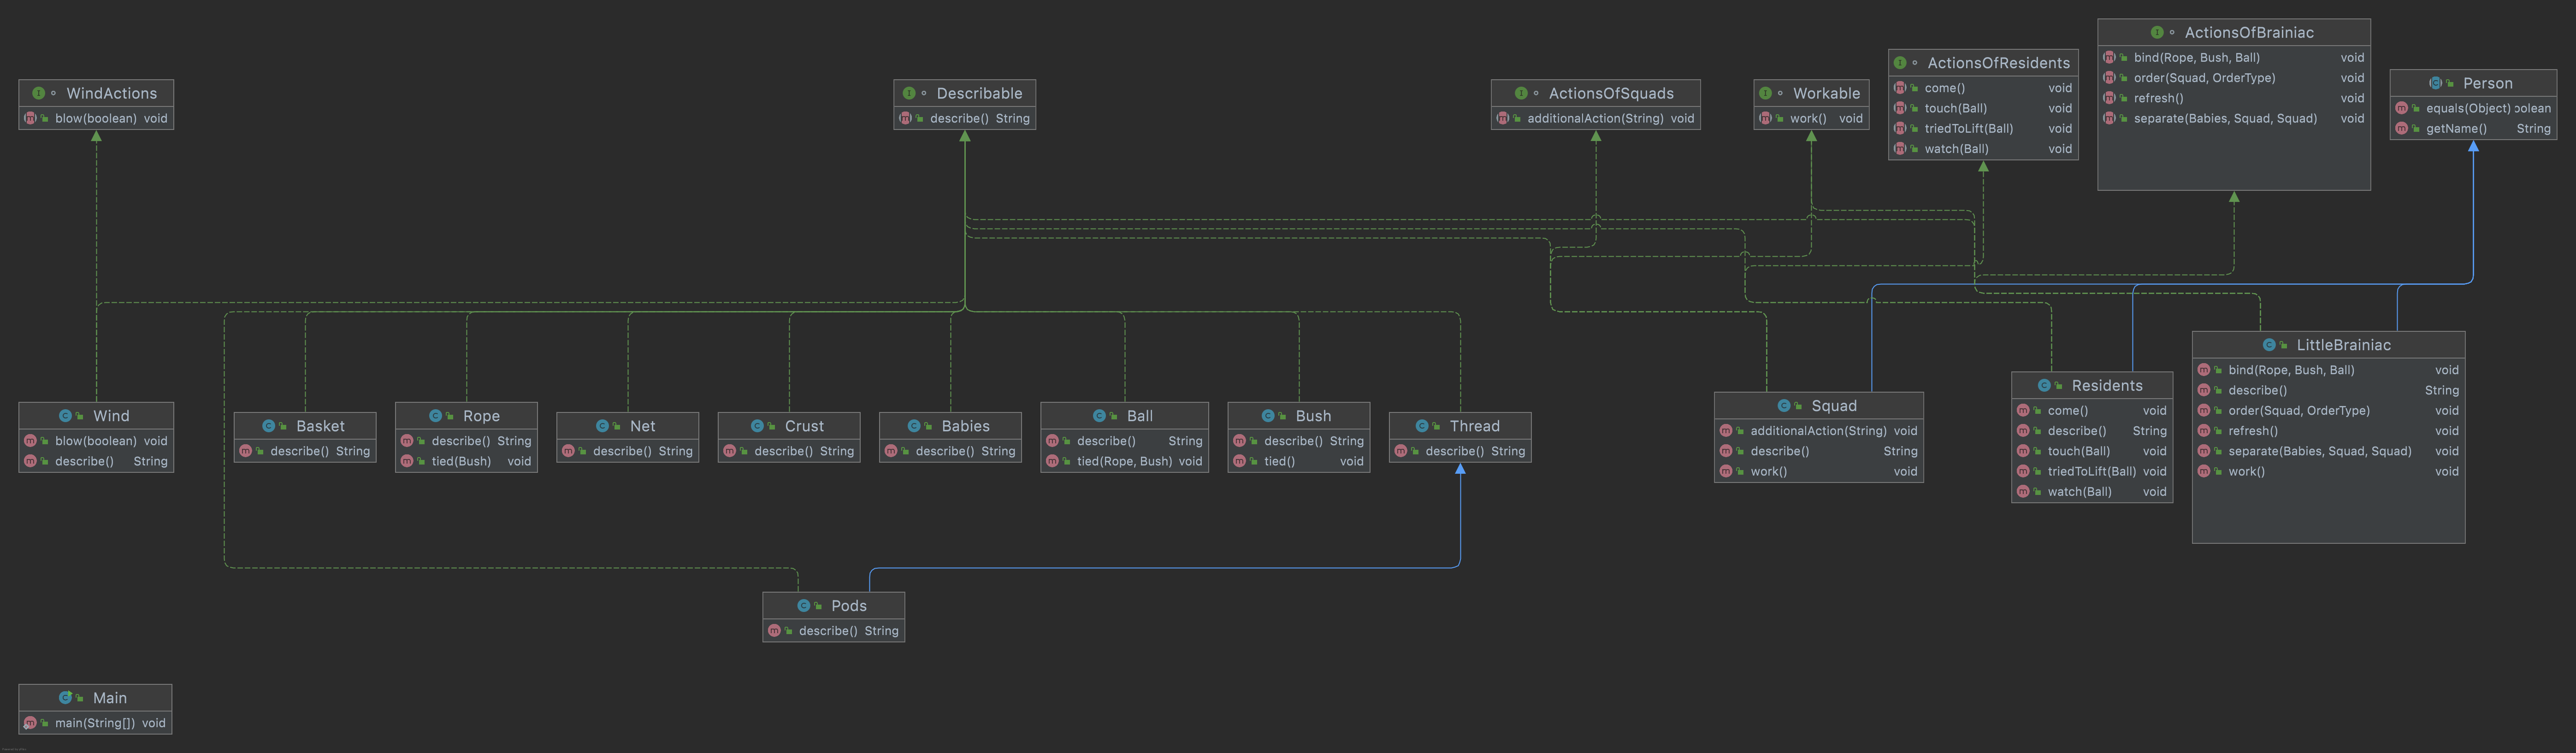 WindActions
blow(boolean) void
Describable
describe() String
ActionsOfSquads
additionalAction(String) void
Workable
work() void
ActionsOfResidents
come() void
touch(Ball) void
triedToLift(Ball) void
watch(Ball) void
ActionsOfBrainiac
bind(Rope, Bush, Ball) void
order(Squad, OrderType) void
refresh() void
separate(Babies, Squad, Squad) void
Person
equals(Object) oolean
getName() String
Wind
blow(boolean) void
describe() String
Basket
describe() String
Rope
describe() String
tied(Bush) void
Net
describe() String
Crust
describe() String
Babies
describe() String
Ball
describe() String
tied(Rope, Bush) void
Bush
describe() String
tied() void
Thread
describe() String
Squad
additionalAction(String) void
describe() String
work() void
Residents
come() void
describe() String
touch(Ball) void
triedToLift(Ball) void
watch(Ball) void
LittleBrainiac
bind(Rope, Bush, Ball) void
describe() String
order(Squad, OrderType) void
refresh() void
separate(Babies, Squad, Squad) void
work() void
Pods
describe() String
Main
main(String[]) void